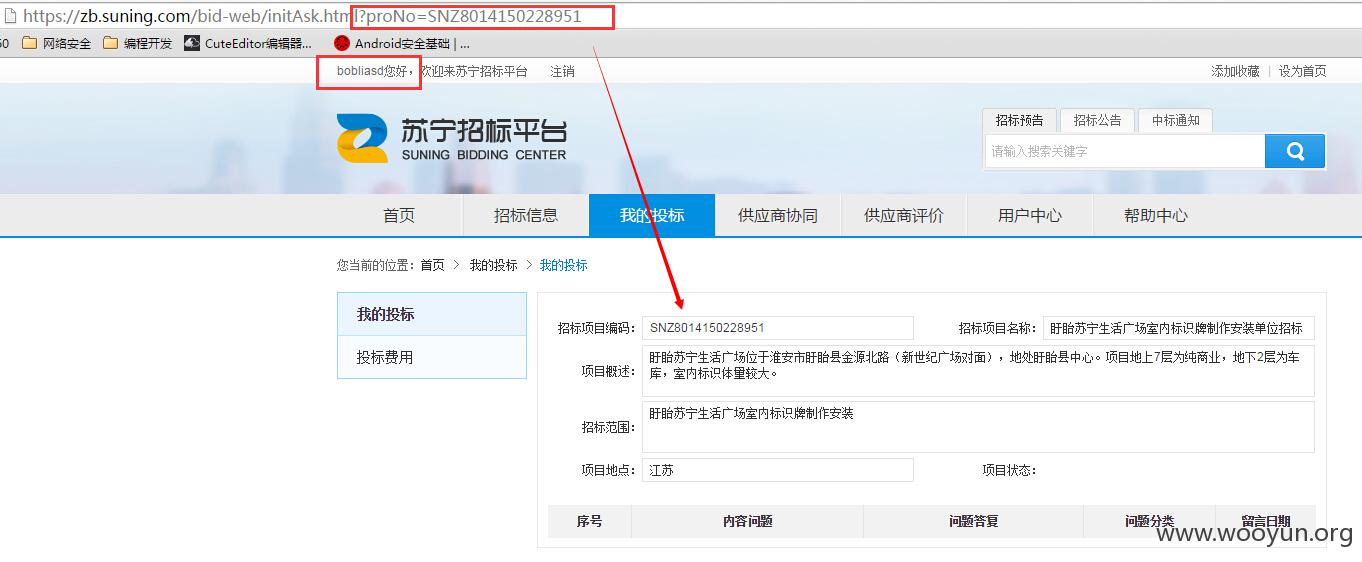 https://zb.suning.com/bid-web/initAsk.html?proNo=SNZ8014150228951
60 网络安全 编程开发 CuteEditor编辑器... Android安全基础 | ...
bobliasd您好，欢迎来苏宁招标平台 注销 添加收藏 | 设为首页
苏宁招标平台
SUNING BIDDING CENTER
招标预告 招标公告 中标通知
请输入搜索关键字
首页 招标信息 我的投标 供应商协同 供应商评价 用户中心 帮助中心
您当前的位置：首页 > 我的投标 > 我的投标
我的投标
投标费用
招标项目编码： SNZ8014150228951 招标项目名称： 盱眙苏宁生活广场室内标识牌制作安装单位招标
项目概述： 盱眙苏宁生活广场位于淮安市盱眙县金源北路（新世纪广场对面），地处盱眙县中心。项目地上7层为纯商业，地下2层为车
库，室内标识体量较大。
招标范围： 盱眙苏宁生活广场室内标识牌制作安装
项目地点： 江苏 项目状态：
序号 内容问题 问题答复 问题分类 留言日期
www.wooyun.org